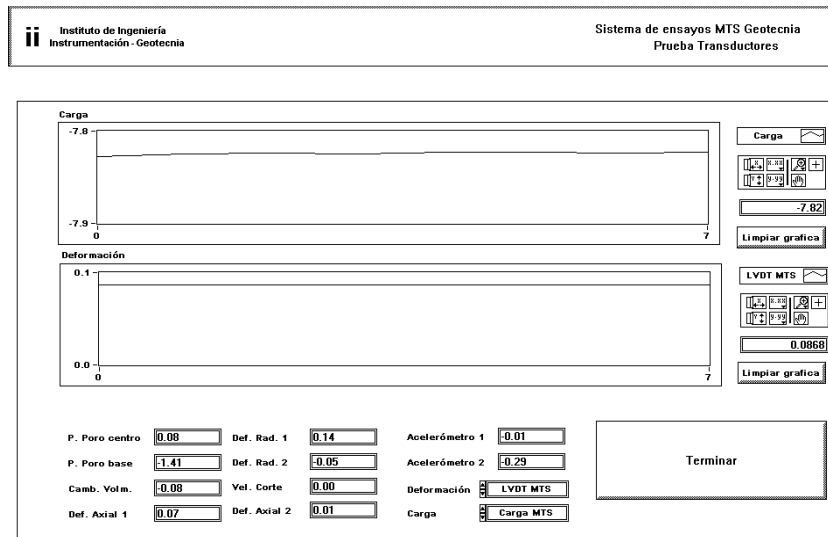 ii
Instituto de Ingeniería
Instrumentación - Geotecnia
Sistema de ensayos MTS Geotecnia
Prueba Transductores
Carga
-7.8
-7.9
0
7
Carga
-7.82
Limpiar grafica
Deformación
0.1
0.0
0
7
LVDT MTS
0.0868
Limpiar grafica
P. Poro centro 0.08 Def. Rad. 1 0.14 Acelerómetro 1 -0.01
P. Poro base -1.41 Def. Rad. 2 -0.05 Acelerómetro 2 -0.29
Camb. Volm. -0.08 Vel. Corte 0.00 Deformación LVDT MTS
Def. Axial 1 0.07 Def. Axial 2 0.01 Carga Carga MTS
Terminar